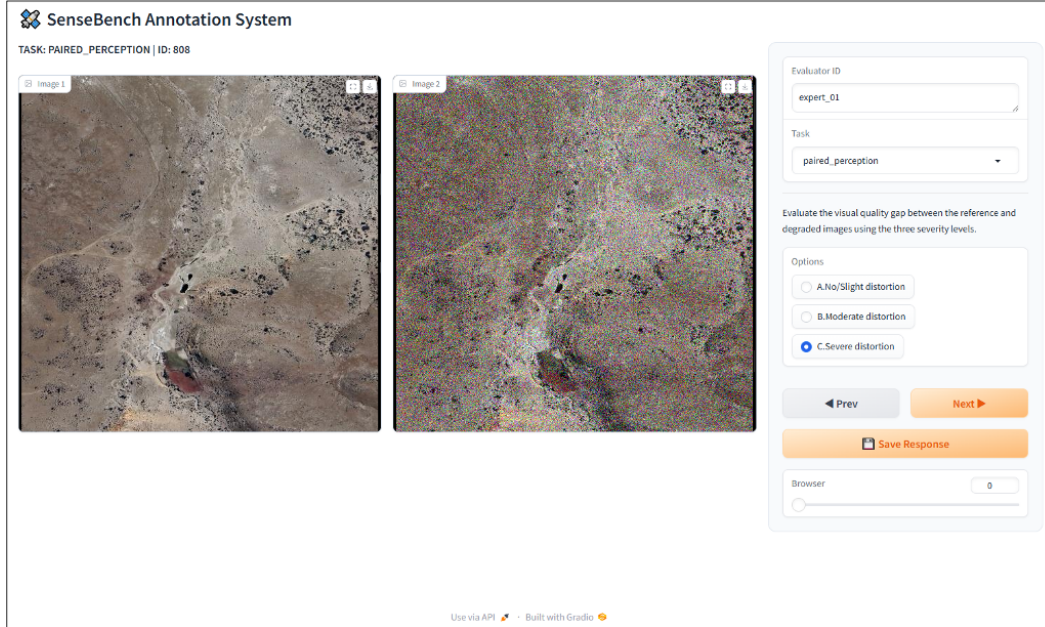 SenseBench Annotation System
TASK: PAIRED_PERCEPTION | ID: 808
Image 1
Image 2
Evaluator ID
expert_01
Task
paired_perception
Evaluate the visual quality gap between the reference and
degraded images using the three severity levels.
Options
A.No/Slight distortion
B.Moderate distortion
C.Severe distortion
◀ Prev
Next ▶
Save Response
Browser
0
Use via API · Built with Gradio